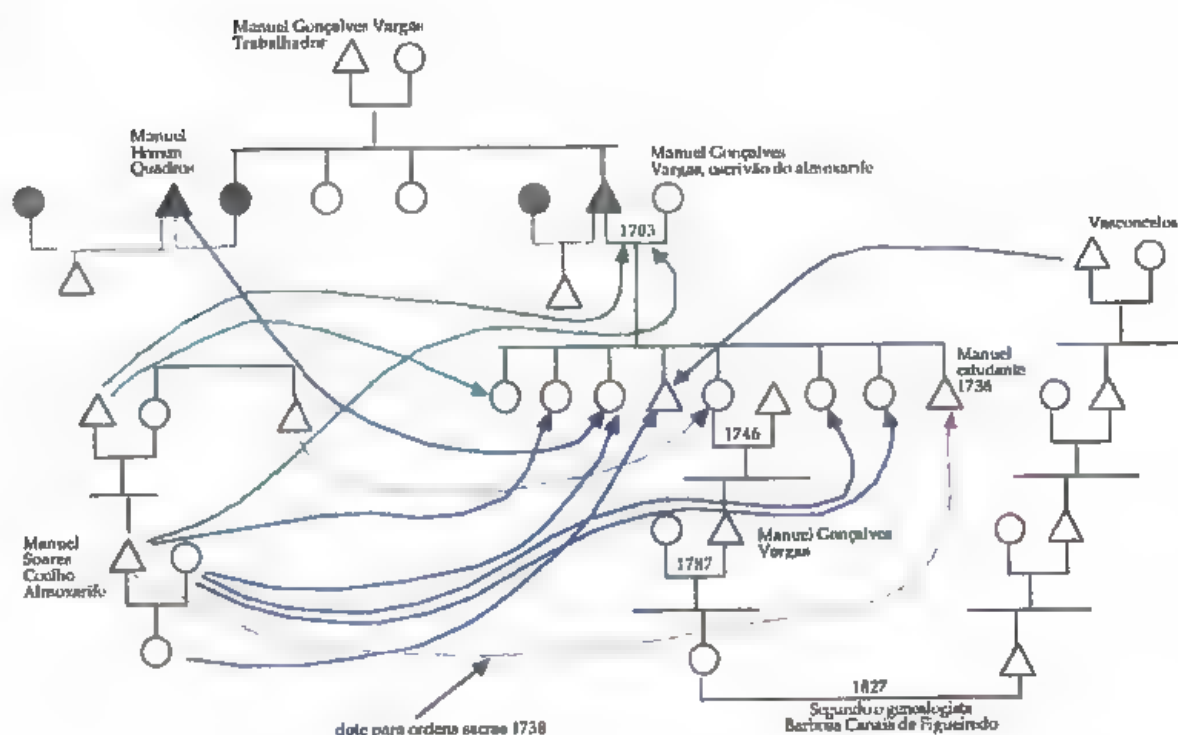 Manuel Gonçalves Vargas
Trabalhador
Manuel
Homem
Quadros
Manuel Gonçalves
Vargas, escrivão do almoxarife
1703
Vasconcelos
Manuel
estudante
1736
1746
Manuel
Soares
Coelho
Almoxarife
Manuel Gonçalves
Vargas
1787
1827
Segundo o genealogista
Barbosa Canais de Figueiredo
dote para ordens sacras 1738